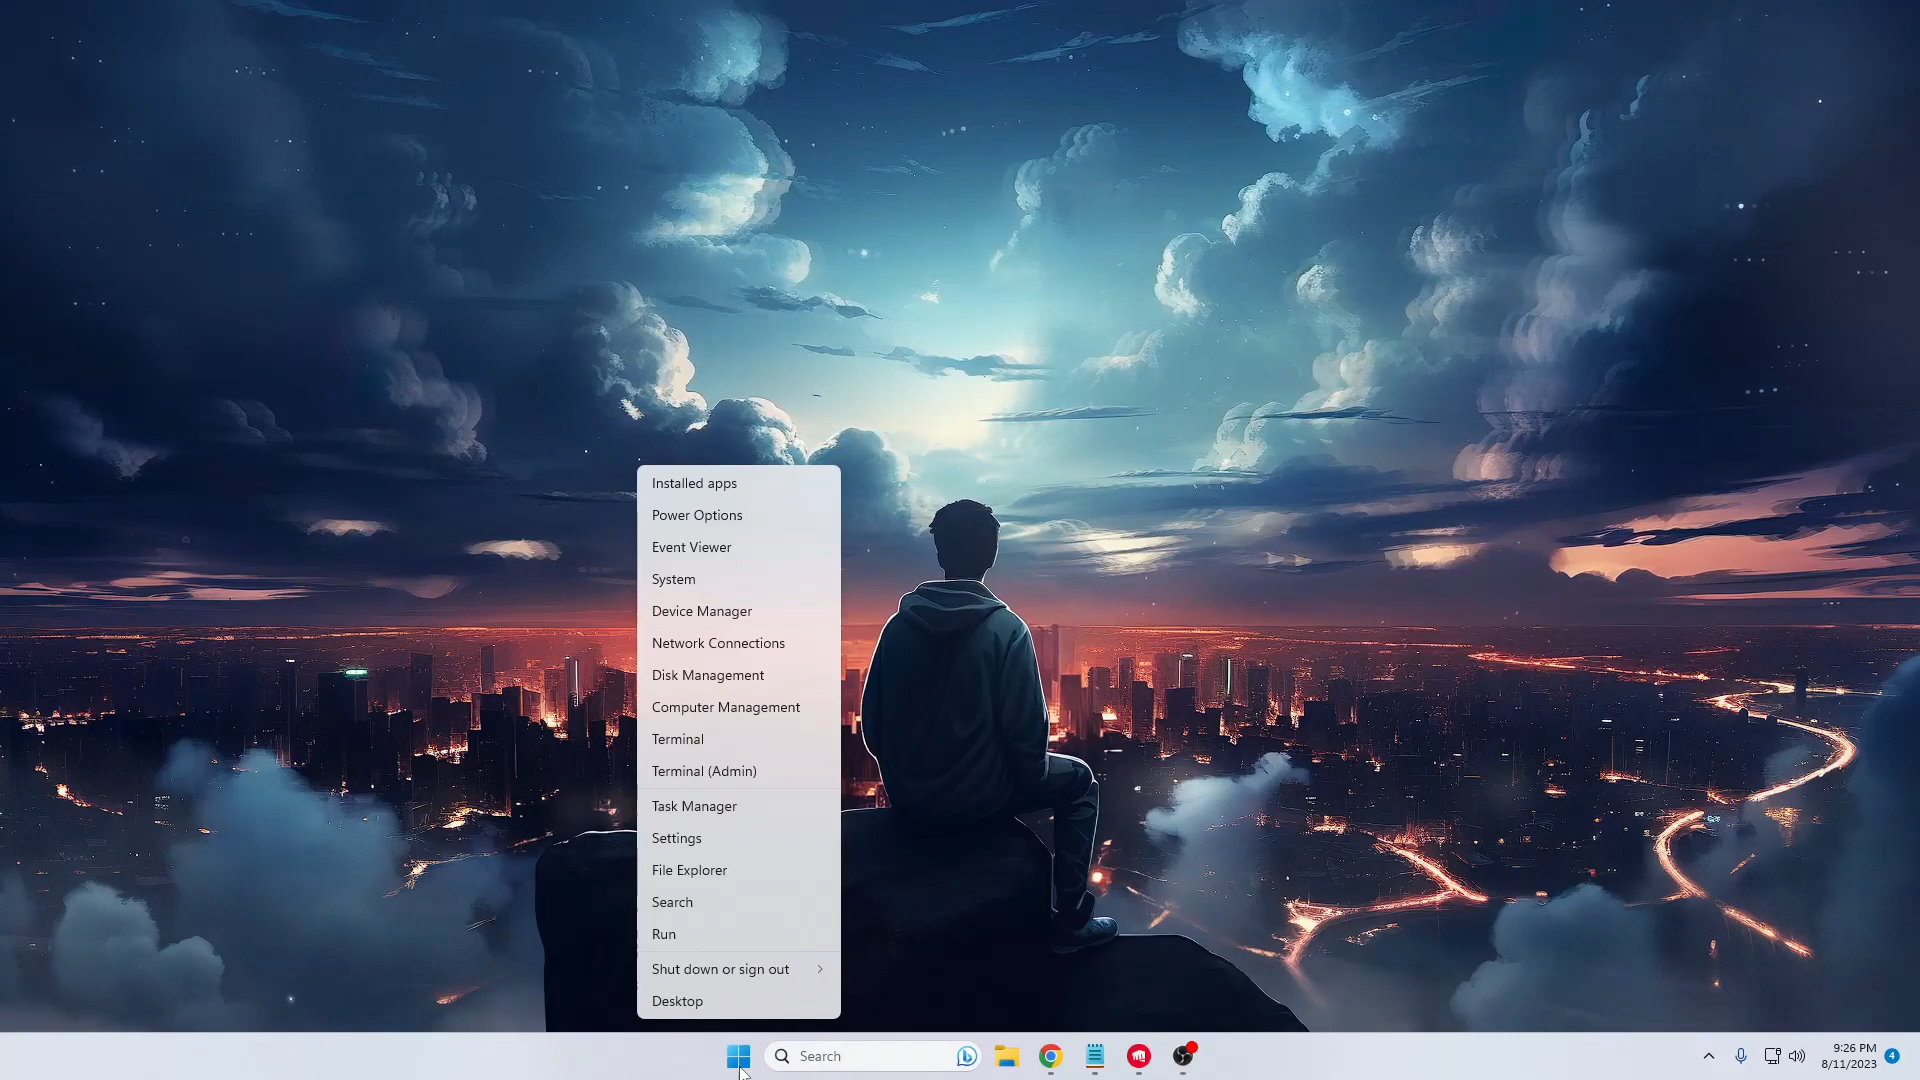 Installed apps
Power Options
Event Viewer
System
Device Manager
Network Connections
Disk Management
Computer Management
Terminal
Terminal (Admin)
Task Manager
Settings
File Explorer
Search
Run
Shut down or sign out
Desktop
Search
9:26 PM
8/11/2023
4